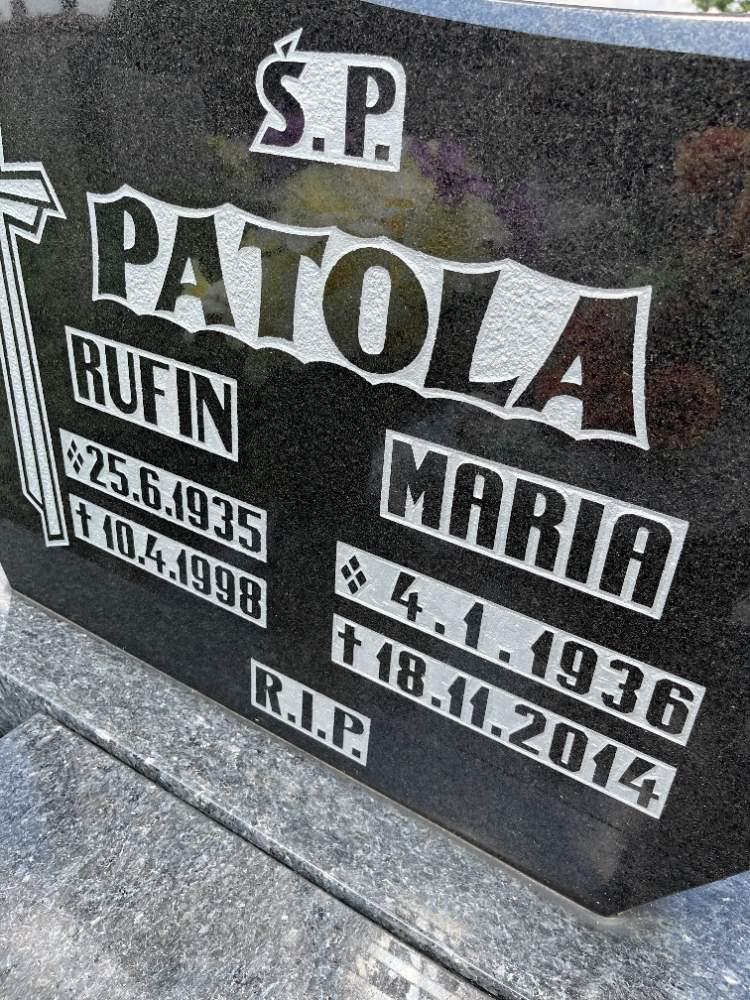 Ś.P.
PATOLA
RUFIN
25.6.1935
† 10.4.1998
MARIA
4.1.1936
† 18.11.2014
R.I.P.